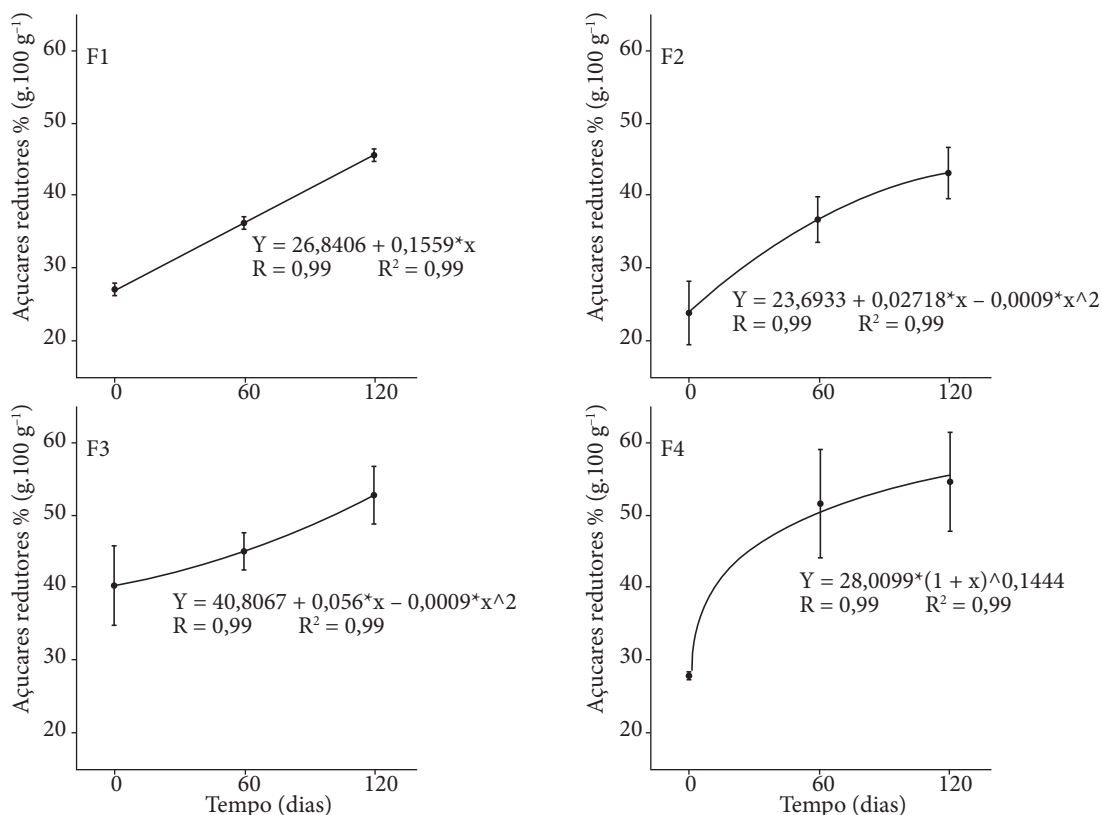 Açucares redutores % (g.100 g⁻¹)
60
50
40
30
20
F1
Y = 26,8406 + 0,1559*x
R = 0,99 R² = 0,99
0 60 120
Açucares redutores % (g.100 g⁻¹)
60
50
40
30
20
F2
Y = 23,6933 + 0,02718*x – 0,0009*x^2
R = 0,99 R² = 0,99
0 60 120
Açucares redutores % (g.100 g⁻¹)
60
50
40
30
20
F3
Y = 40,8067 + 0,056*x – 0,0009*x^2
R = 0,99 R² = 0,99
0 60 120
Tempo (dias)
Açucares redutores % (g.100 g⁻¹)
60
50
40
30
20
F4
Y = 28,0099*(1 + x)^0,1444
R = 0,99 R² = 0,99
0 60 120
Tempo (dias)